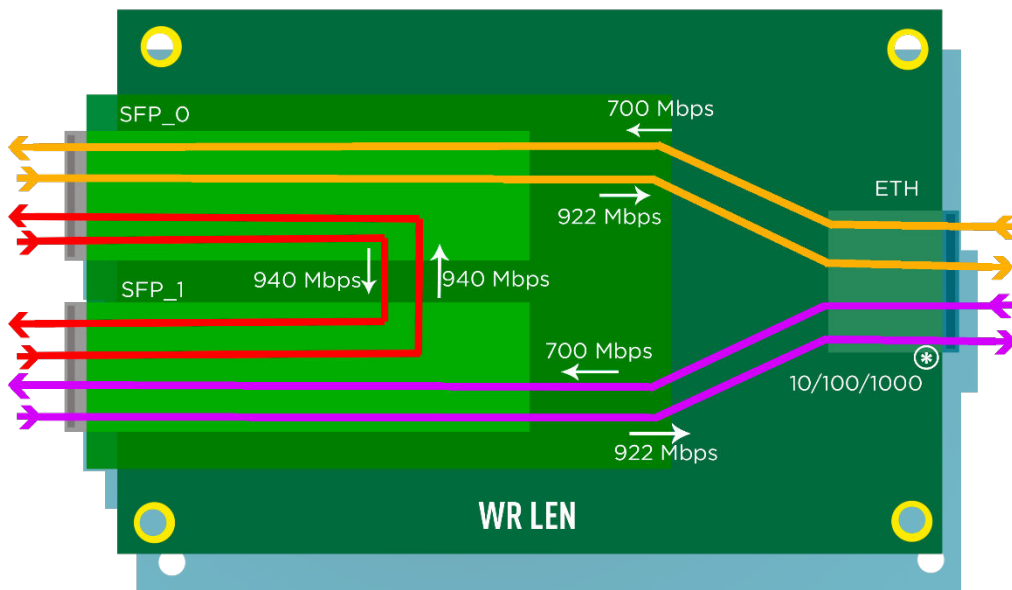 SFP_0
700 Mbps
ETH
922 Mbps
940 Mbps
940 Mbps
SFP_1
700 Mbps
*
10/100/1000
922 Mbps
WR LEN